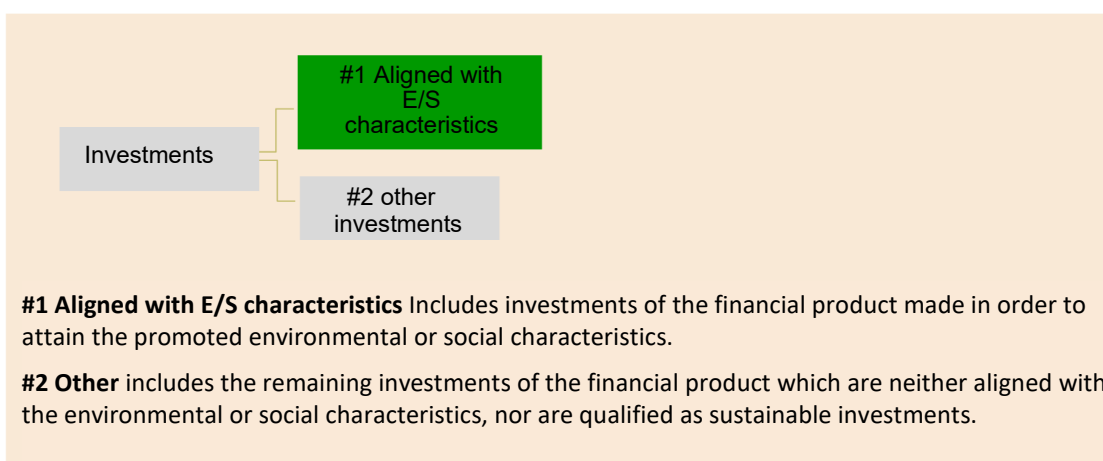 #1 Aligned with
E/S
characteristics
Investments
#2 other
investments
#1 Aligned with E/S characteristics Includes investments of the financial product made in order to
attain the promoted environmental or social characteristics.
#2 Other includes the remaining investments of the financial product which are neither aligned with
the environmental or social characteristics, nor are qualified as sustainable investments.